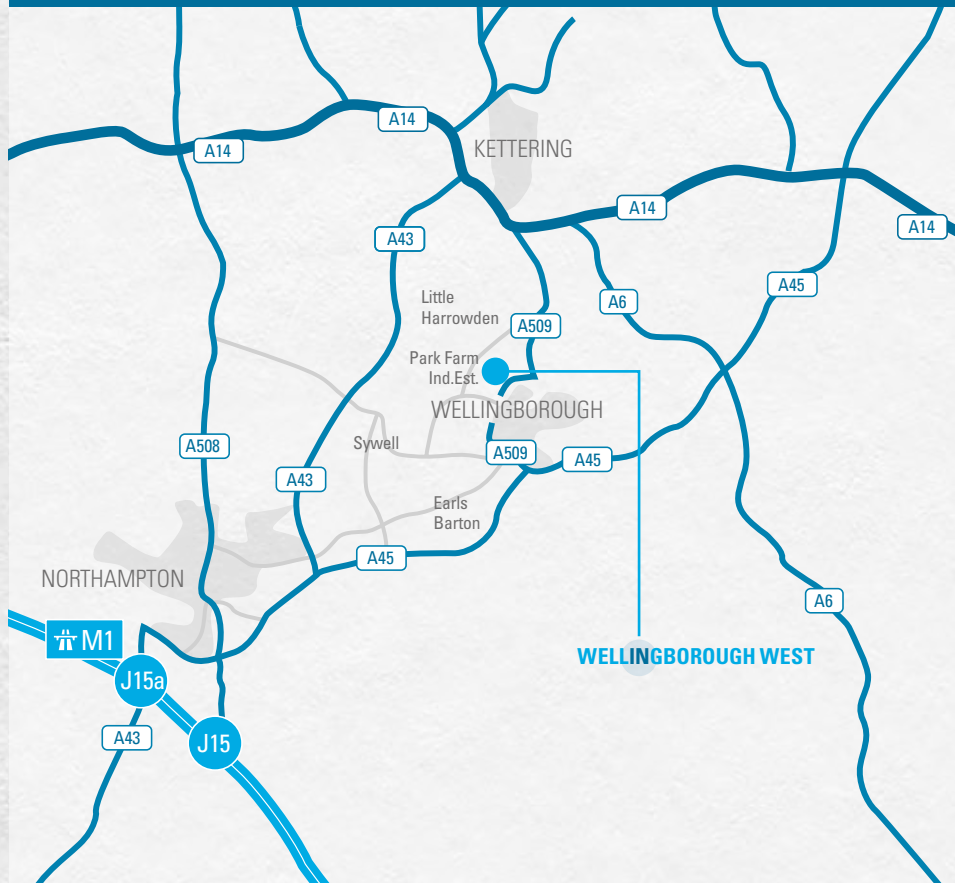 A14
A14
KETTERING
A14
A14
A43
A45
Little
Harrowden
A6
A509
Park Farm
Ind.Est.
WELLINGBOROUGH
A508
Sywell
A509
A45
A43
Earls
Barton
A45
NORTHAMPTON
A6
M1
WELLINGBOROUGH WEST
J15a
A43
J15